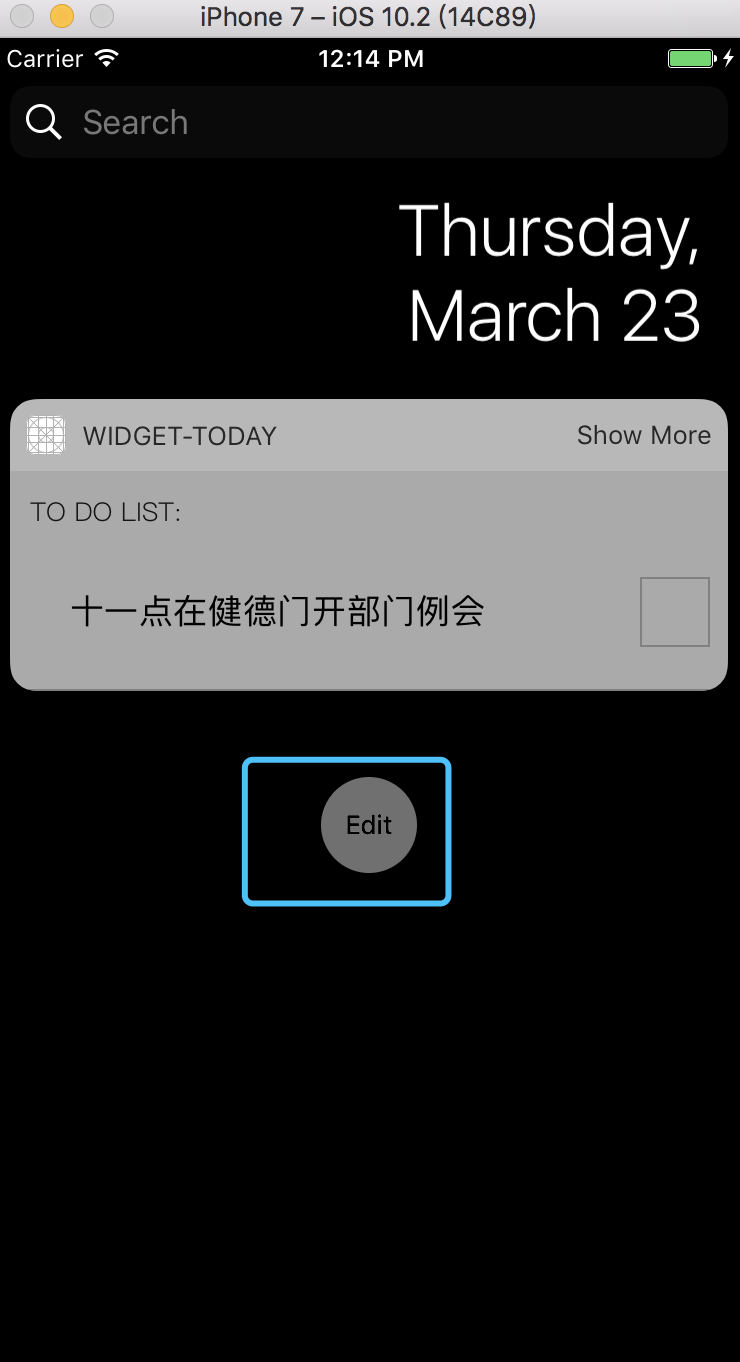 iPhone 7 – iOS 10.2 (14C89)
Carrier 12:14 PM
Search
Thursday,
March 23
WIDGET-TODAY Show More
TO DO LIST:
十一点在健德门开部门例会
Edit